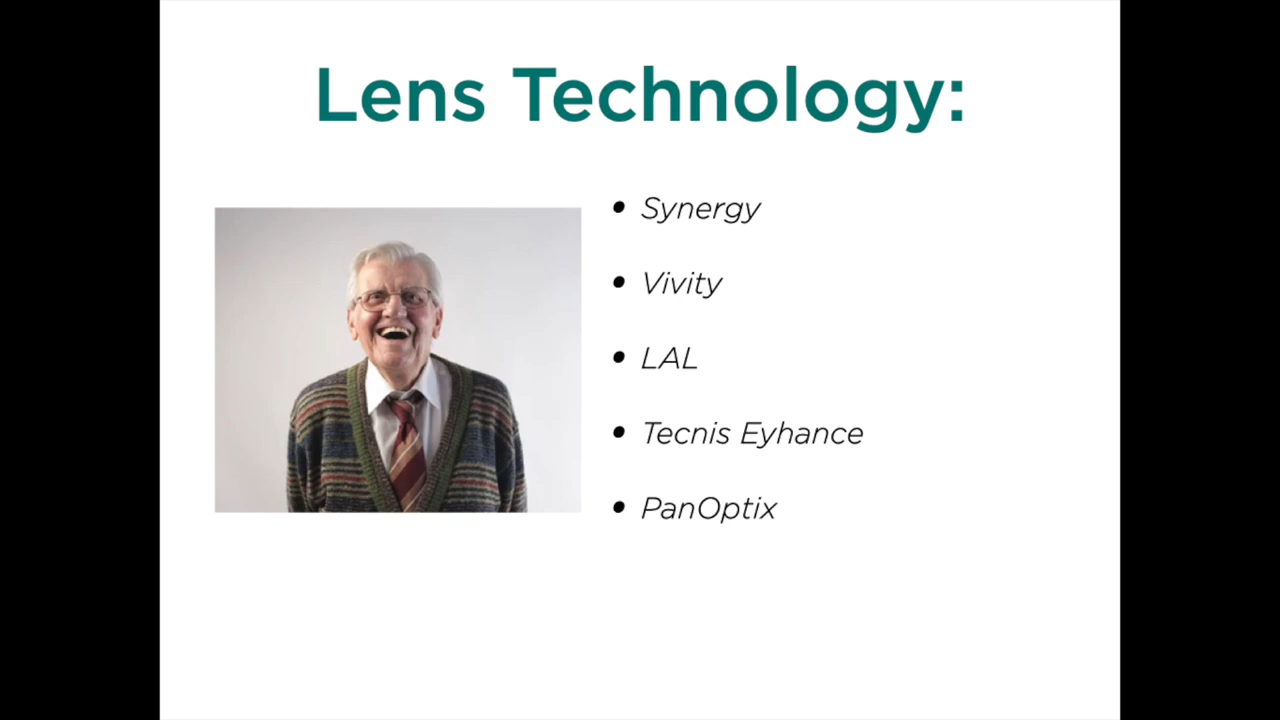 Lens Technology:
• Synergy
• Vivity
• LAL
• Tecnis Eyhance
• PanOptix